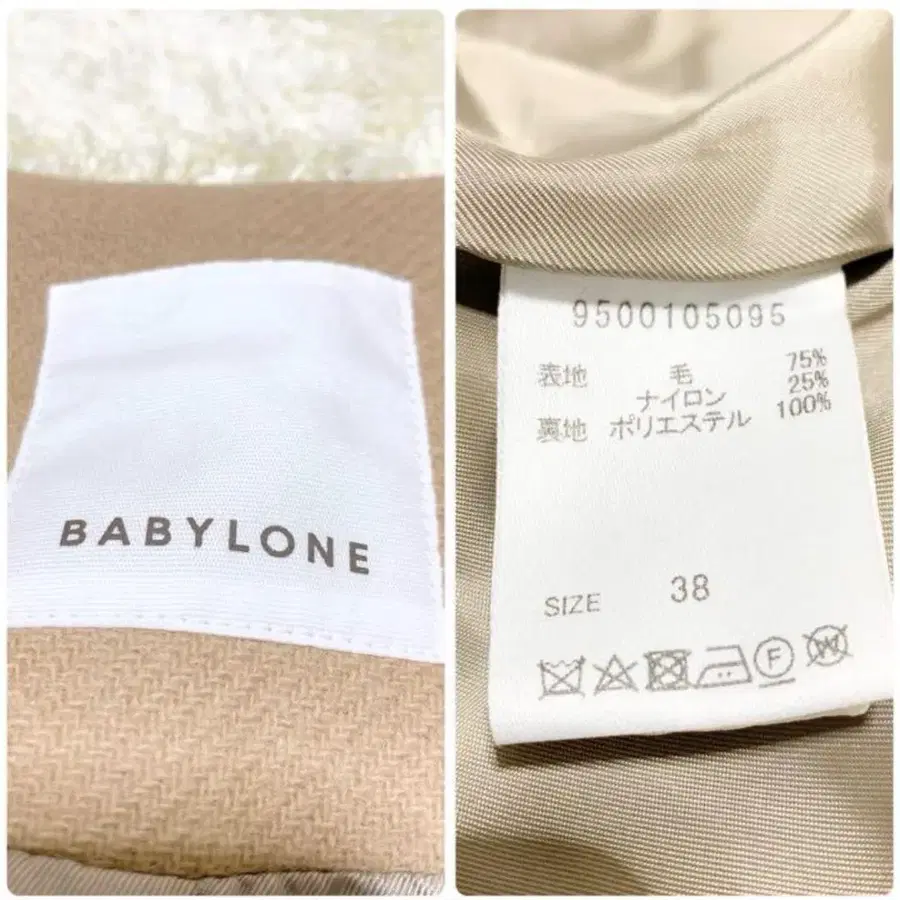 BABYLONE
9500105095
表地 毛 75%
ナイロン 25%
裏地 ポリエステル 100%
SIZE 38
F W